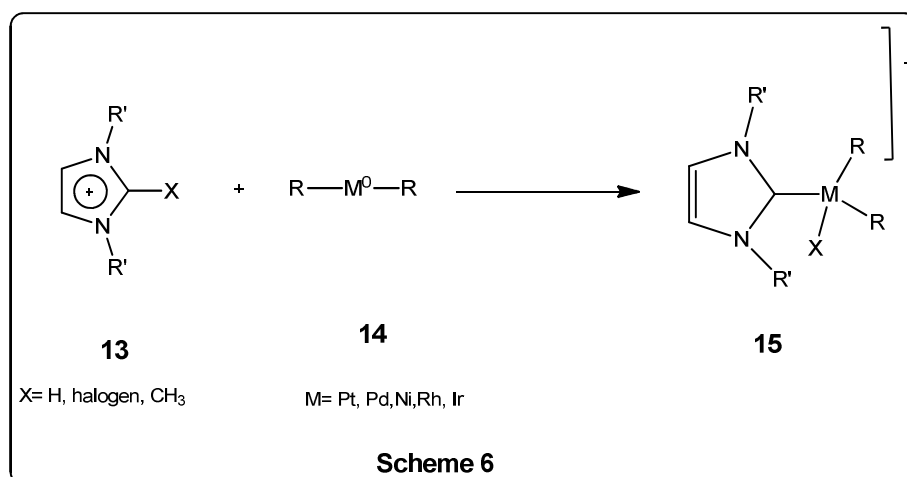 R'
N
+
X
N
R'
+
R—M⁰—R
R'
N
M
R
R
X
N
R'
+
13
14
15
X= H, halogen, CH₃
M= Pt, Pd,Ni,Rh, Ir
Scheme 6